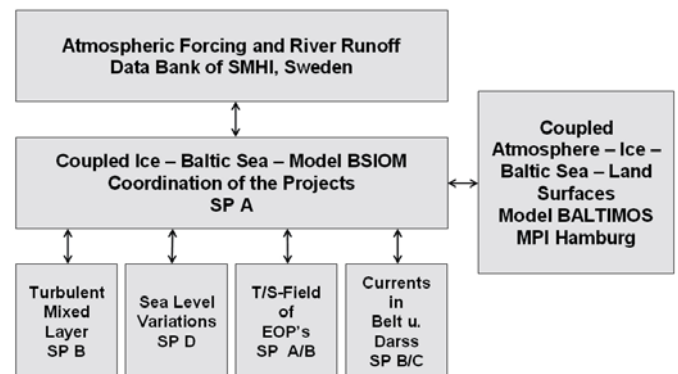 Atmospheric Forcing and River Runoff
Data Bank of SMHI, Sweden
Coupled Ice – Baltic Sea – Model BSIOM
Coordination of the Projects
SP A
Coupled
Atmosphere – Ice –
Baltic Sea – Land
Surfaces
Model BALTIMOS
MPI Hamburg
Turbulent
Mixed
Layer
SP B
Sea Level
Variations
SP D
T/S-Field
of
EOP's
SP A/B
Currents
in
Belt u.
Darss
SP B/C